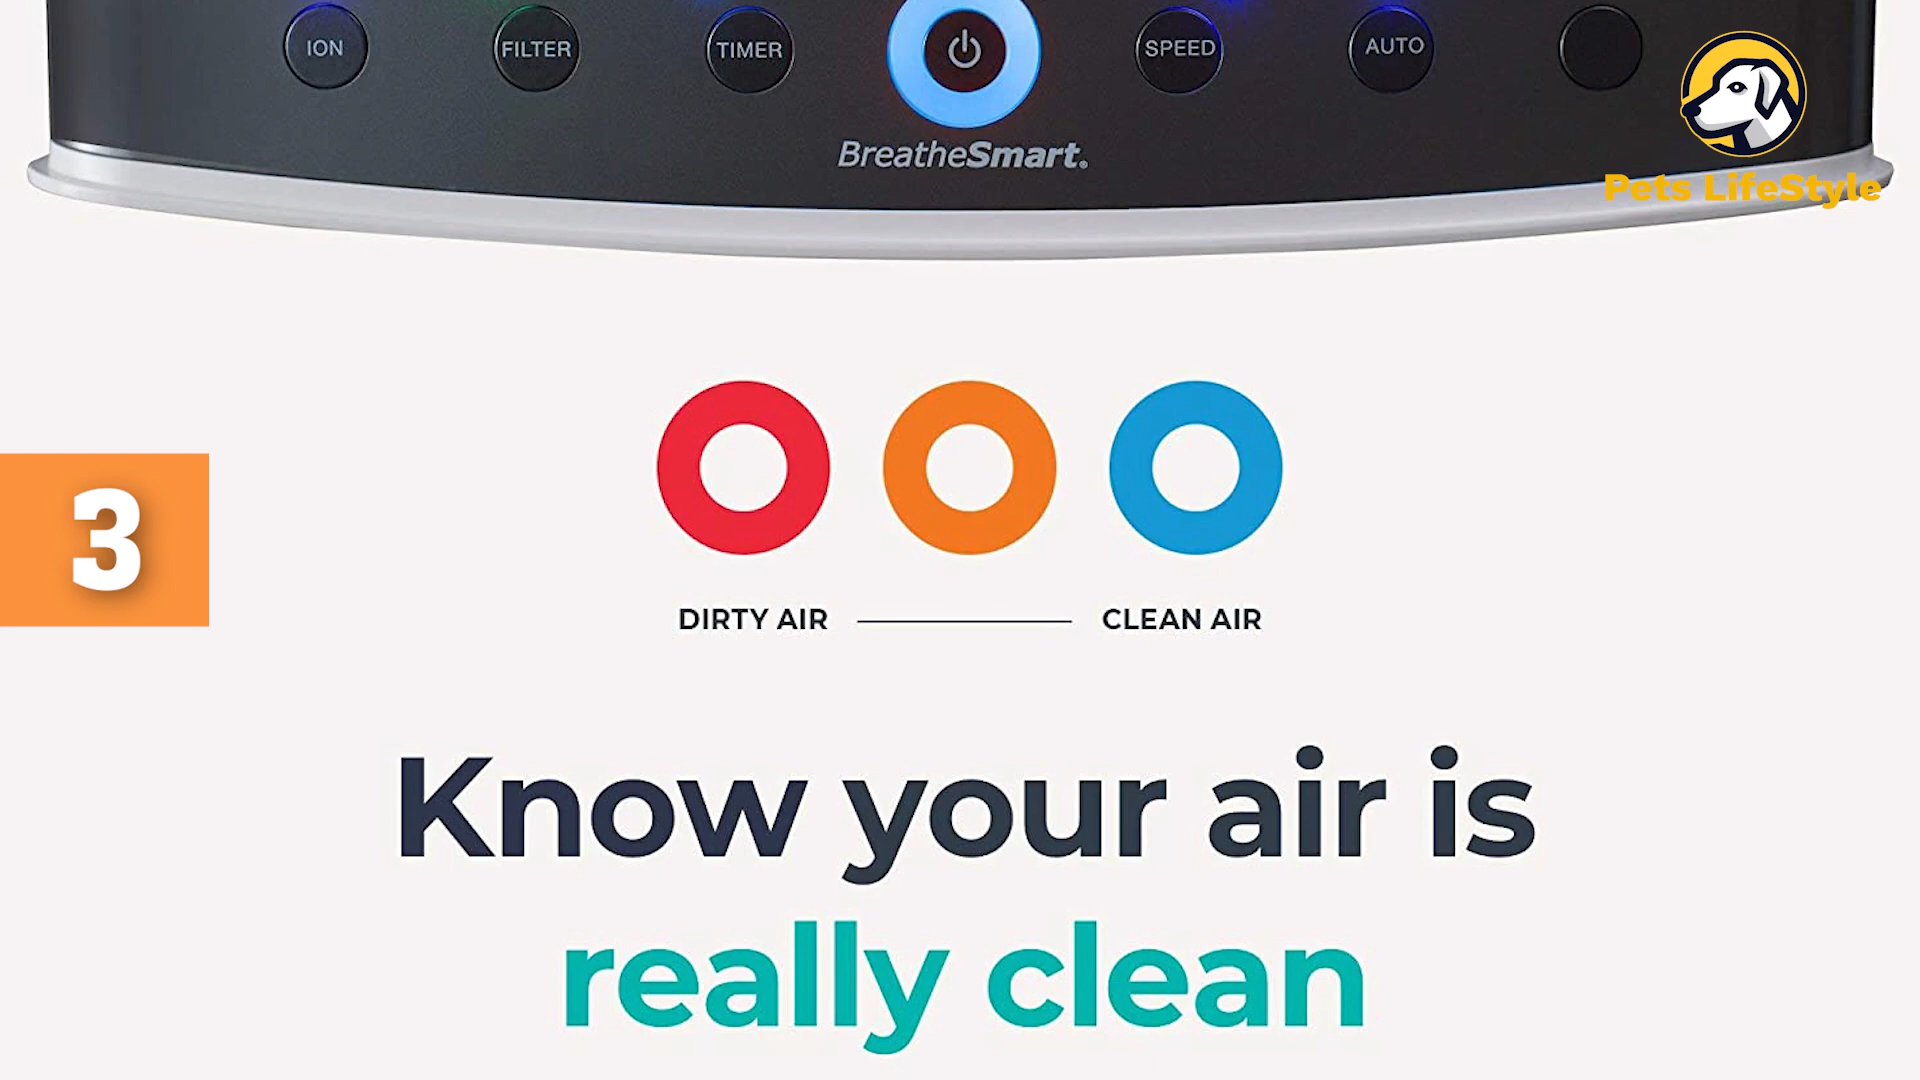 ION FILTER TIMER SPEED AUTO
BreatheSmart®
Pets LifeStyle
3
DIRTY AIR CLEAN AIR
Know your air is
really clean